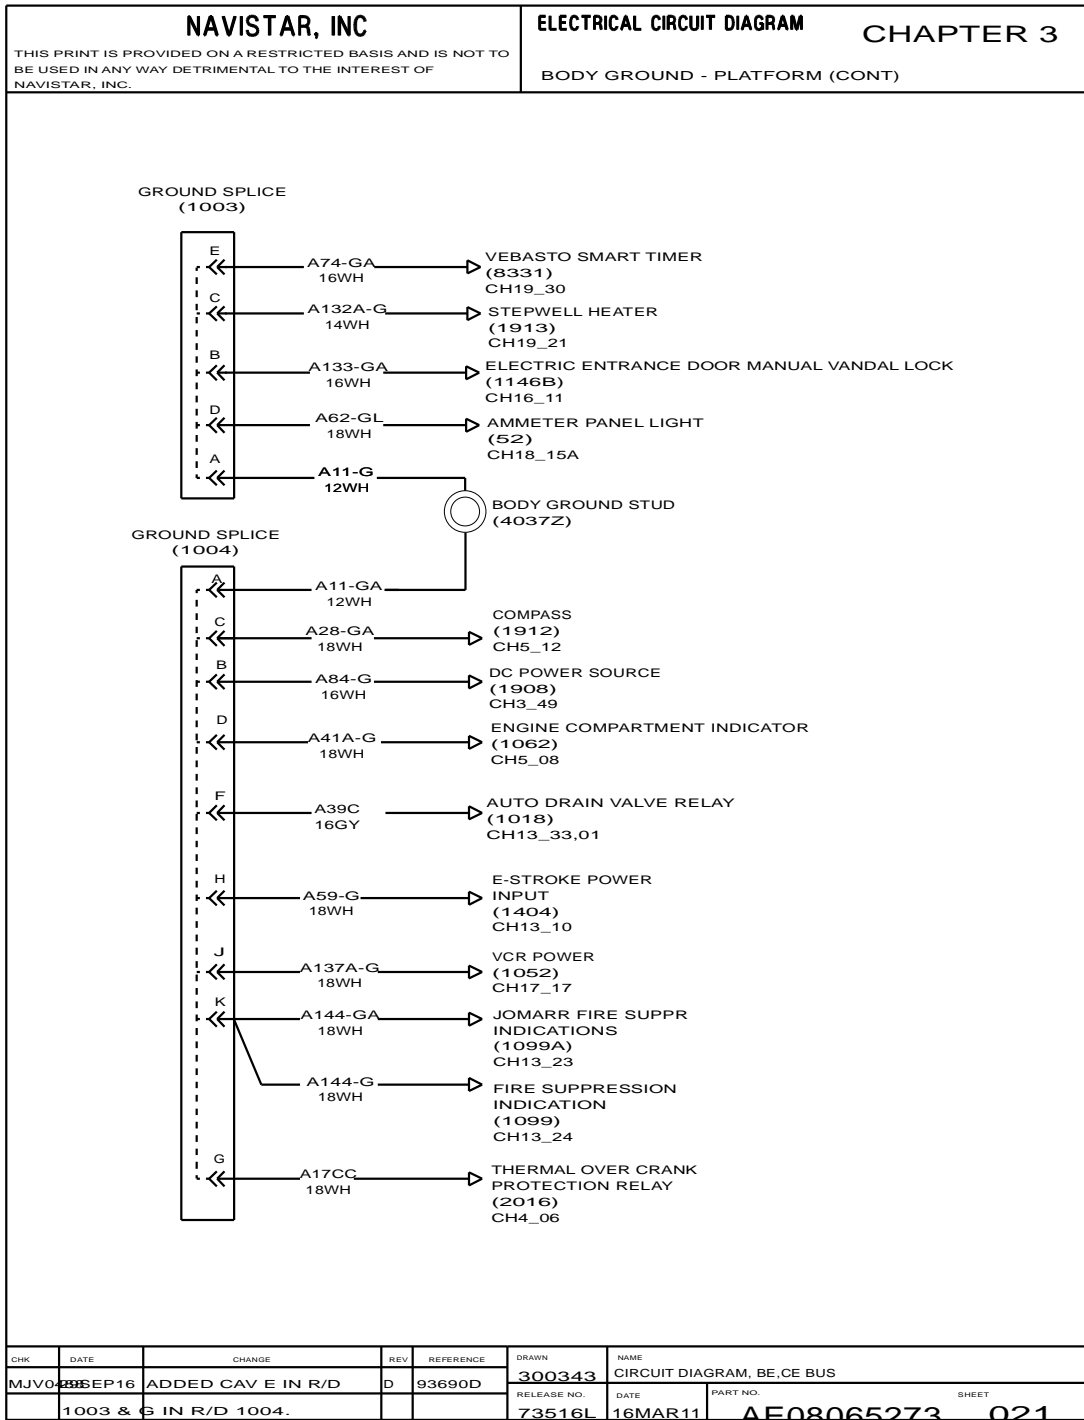 NAVISTAR, INC
THIS PRINT IS PROVIDED ON A RESTRICTED BASIS AND IS NOT TO
BE USED IN ANY WAY DETRIMENTAL TO THE INTEREST OF
NAVISTAR, INC.
ELECTRICAL CIRCUIT DIAGRAM
CHAPTER 3
BODY GROUND - PLATFORM (CONT)
GROUND SPLICE
(1003)
E
A74-GA
16WH
VEBASTO SMART TIMER
(8331)
CH19_30
C
A132A-G
14WH
STEPWELL HEATER
(1913)
CH19_21
B
A133-GA
16WH
ELECTRIC ENTRANCE DOOR MANUAL VANDAL LOCK
(1146B)
CH16_11
D
A62-GL
18WH
AMMETER PANEL LIGHT
(52)
CH18_15A
A
A11-G
12WH
BODY GROUND STUD
(4037Z)
GROUND SPLICE
(1004)
A
A11-GA
12WH
C
A28-GA
18WH
COMPASS
(1912)
CH5_12
B
A84-G
16WH
DC POWER SOURCE
(1908)
CH3_49
D
A41A-G
18WH
ENGINE COMPARTMENT INDICATOR
(1062)
CH5_08
F
A39C
16GY
AUTO DRAIN VALVE RELAY
(1018)
CH13_33,01
H
A59-G
18WH
E-STROKE POWER
INPUT
(1404)
CH13_10
J
A137A-G
18WH
VCR POWER
(1052)
CH17_17
K
A144-GA
18WH
JOMARR FIRE SUPPR
INDICATIONS
(1099A)
CH13_23
A144-G
18WH
FIRE SUPPRESSION
INDICATION
(1099)
CH13_24
G
A17CC
18WH
THERMAL OVER CRANK
PROTECTION RELAY
(2016)
CH4_06
CHK DATE CHANGE REV REFERENCE
SEP16 ADDED CAV E IN R/D D 93690D
1003 & G IN R/D 1004.
DRAWN
300343
NAME
CIRCUIT DIAGRAM, BE,CE BUS
RELEASE NO.
73516L
DATE
16MAR11
PART NO.
AE08065273
SHEET
021